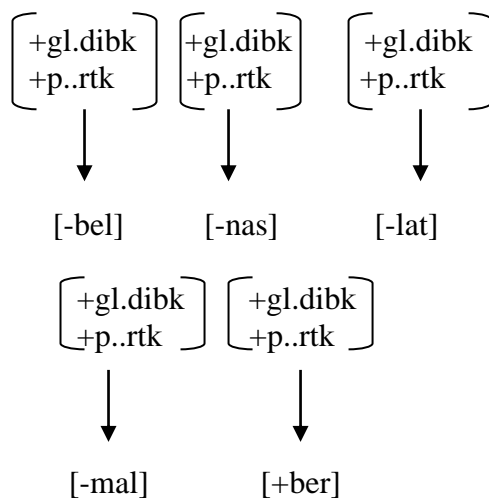 +gl.dibk +gl.dibk +gl.dibk
+p..rtk +p..rtk +p..rtk
[-bel] [-nas] [-lat]
+gl.dibk +gl.dibk
+p..rtk +p..rtk
[-mal] [+ber]